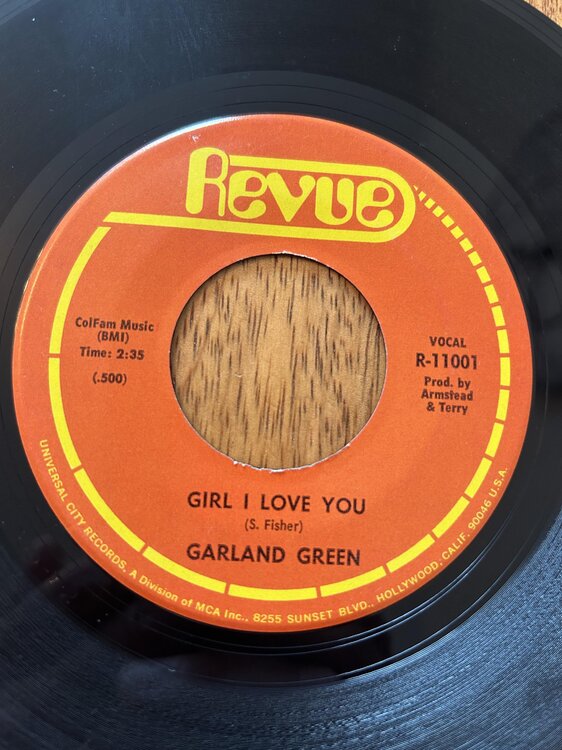 Revue
ColFam Music
(BMI)
Time: 2:35
(.500)
VOCAL
R-11001
Prod. by
Armstead
& Terry
GIRL I LOVE YOU
(S. Fisher)
GARLAND GREEN
UNIVERSAL CITY RECORDS, A Division of MCA Inc., 8255 SUNSET BLVD., HOLLYWOOD, CALIF. 90046 U.S.A.